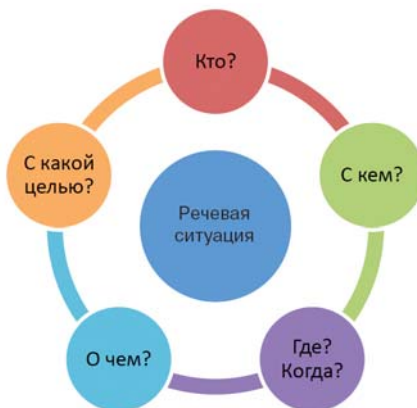 Кто?
С кем?
Где?
Когда?
О чем?
С какой
целью?
Речевая
ситуация